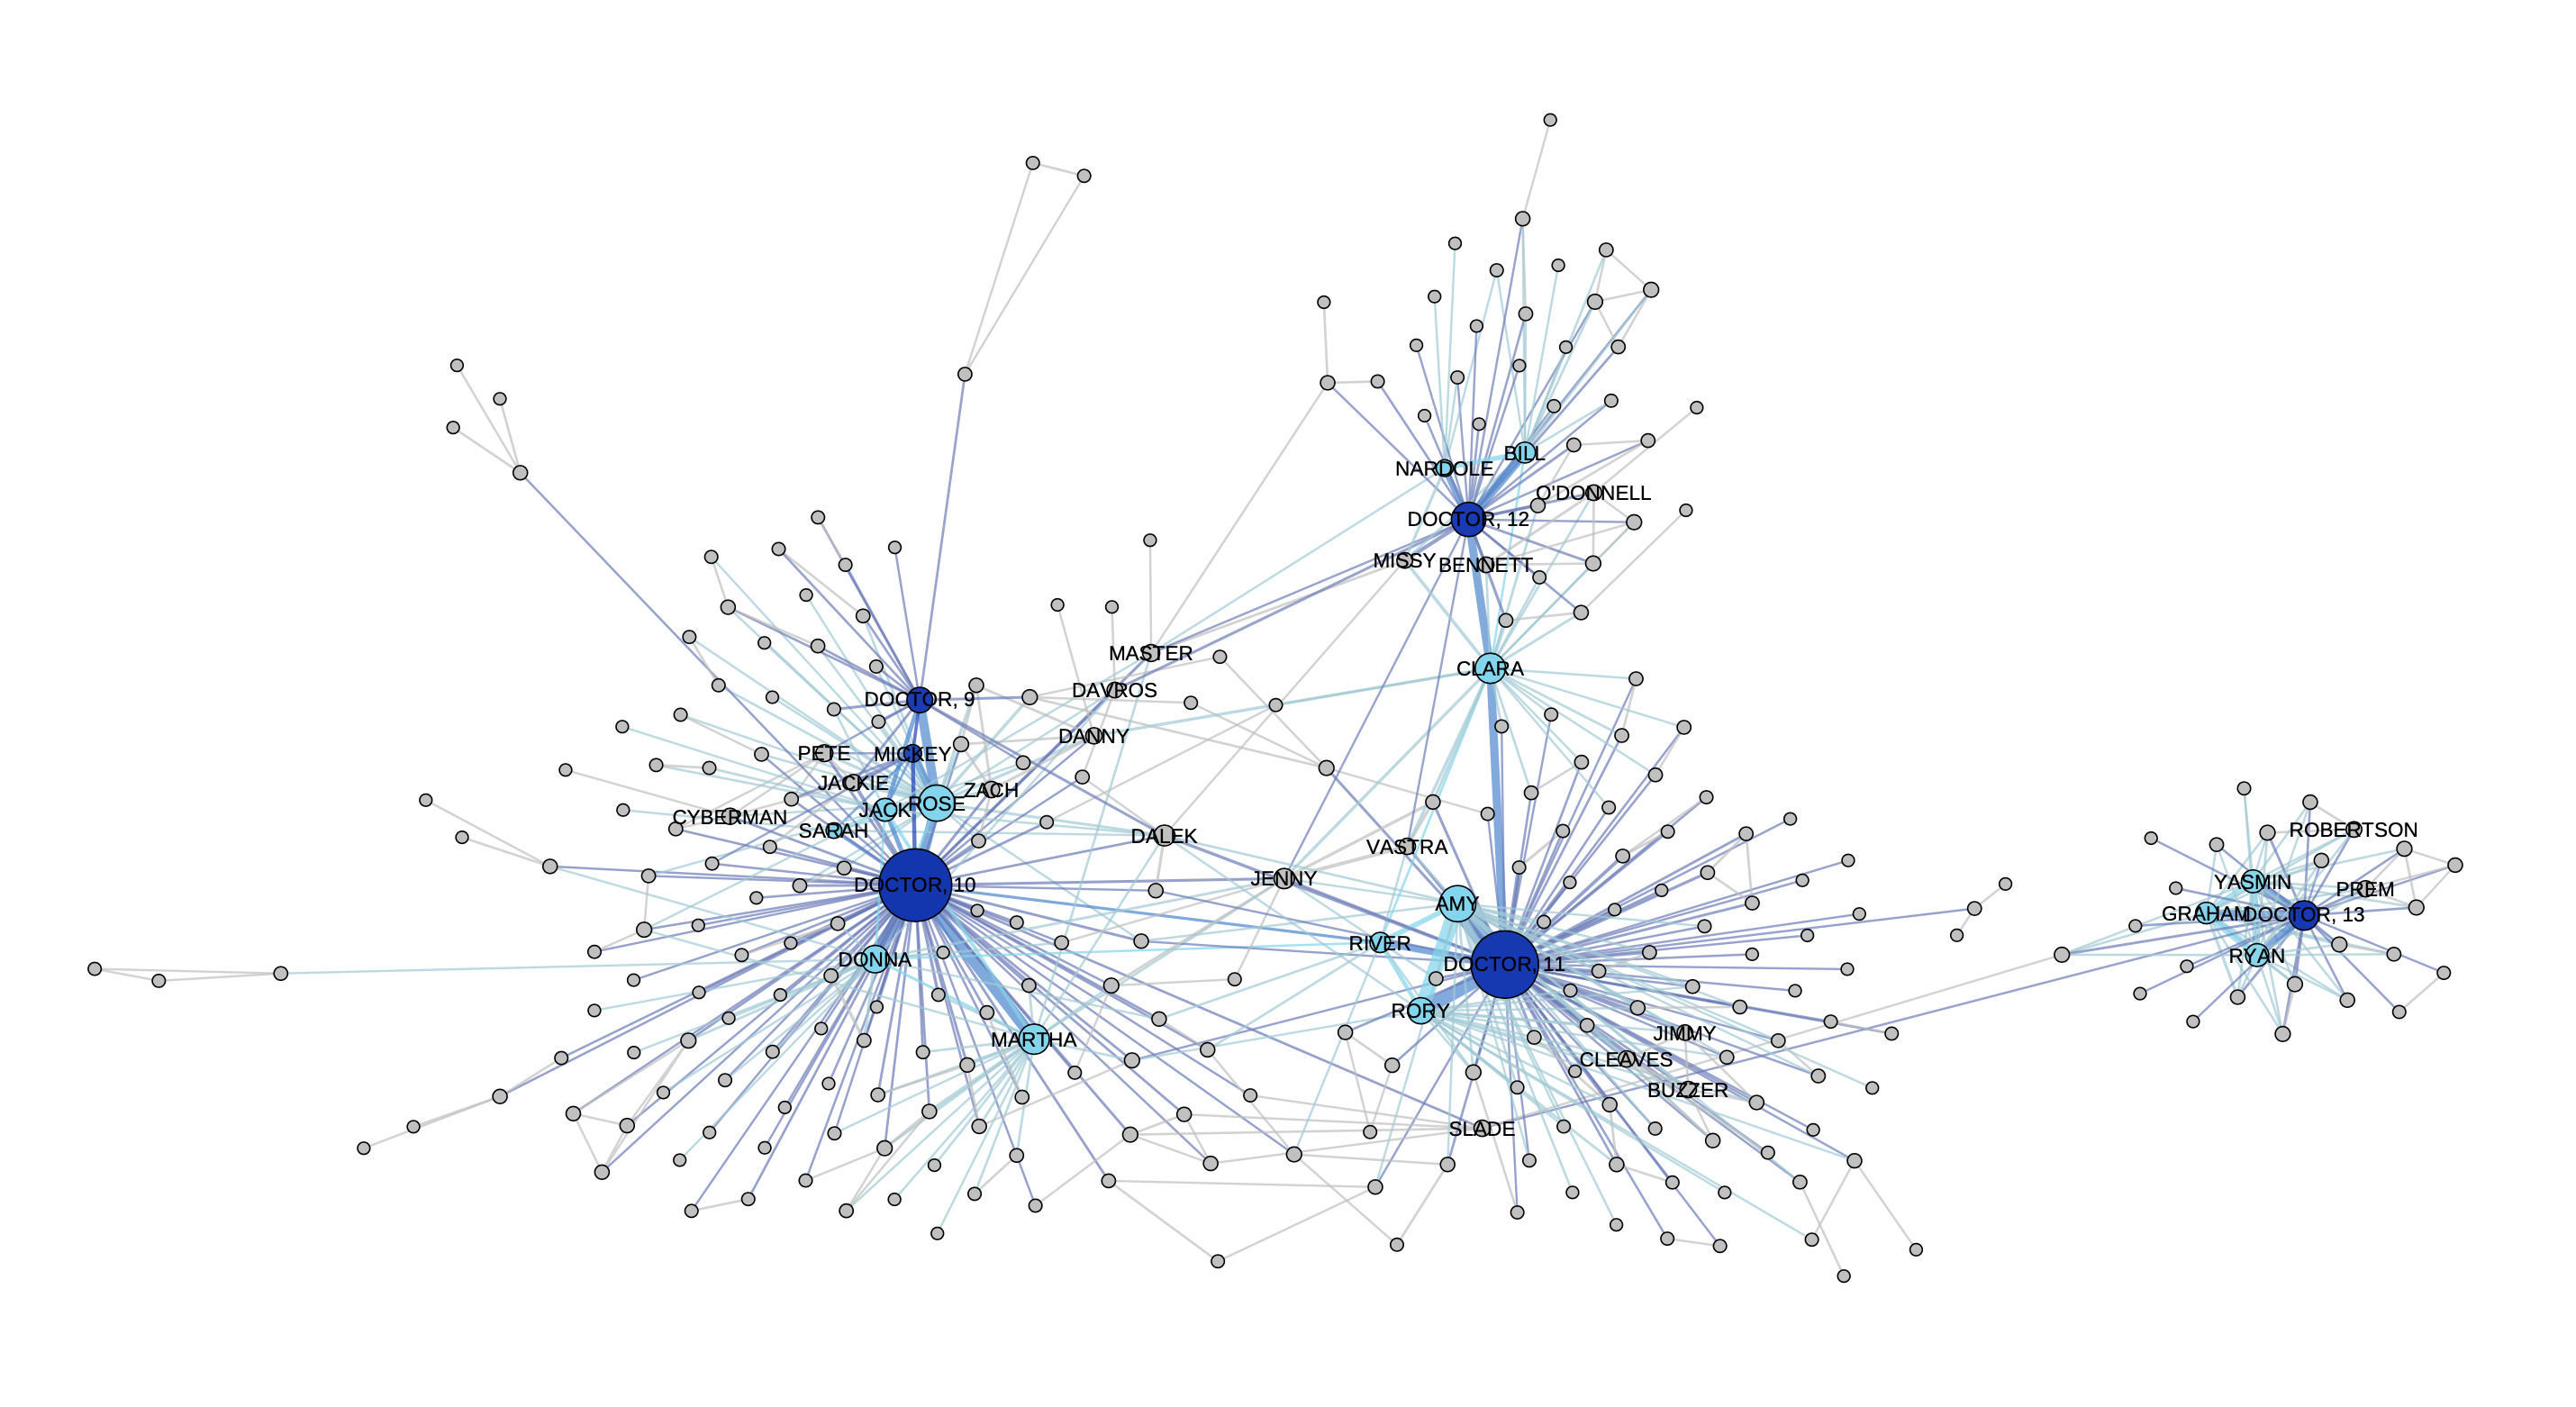 BILL
NARDOLE
O'DONNELL
DOCTOR, 12
MISSY
BENNETT
MASTER
CLARA
DAVROS
DOCTOR, 9
DANNY
PETE
MICKEY
JACKIE
ZACH
ROSE
JACK
CYBERMAN
SARAH
DALEK
VASTRA
ROBERTSON
JENNY
YASMIN
DOCTOR, 10
PREM
AMY
GRAHAM
DOCTOR, 13
RIVER
RYAN
DONNA
DOCTOR, 11
RORY
JIMMY
MARTHA
CLEAVES
BUZZER
SLADE